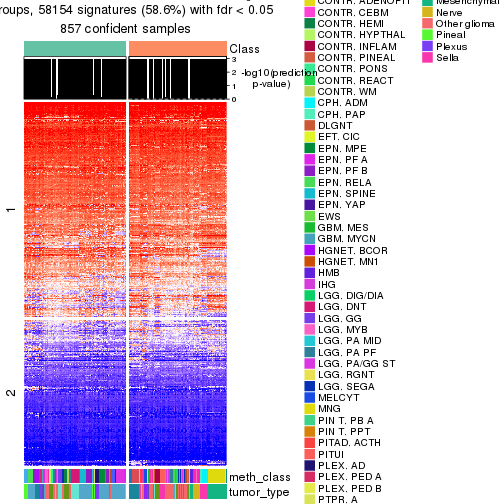 roups, 58154 signatures (58.6%) with fdr < 0.05
857 confident samples
Class
3
2
1
0
-log10(prediction
p-value)
1
2
meth_class
tumor_type
CONTR. ADENOPIT
CONTR. CEBM
CONTR. HEMI
CONTR. HYPTHAL
CONTR. INFLAM
CONTR. PINEAL
CONTR. PONS
CONTR. REACT
CONTR. WM
CPH. ADM
CPH. PAP
DLGNT
EFT. CIC
EPN. MPE
EPN. PF A
EPN. PF B
EPN. RELA
EPN. SPINE
EPN. YAP
EWS
GBM. MES
GBM. MYCN
HGNET. BCOR
HGNET. MN1
HMB
IHG
LGG. DIG/DIA
LGG. DNT
LGG. GG
LGG. MYB
LGG. PA MID
LGG. PA PF
LGG. PA/GG ST
LGG. RGNT
LGG. SEGA
MELCYT
MNG
PIN T. PB A
PIN T. PPT
PITAD. ACTH
PITUI
PLEX. AD
PLEX. PED A
PLEX. PED B
PTPR. A
Mesenchymal
Nerve
Other glioma
Pineal
Plexus
Sella